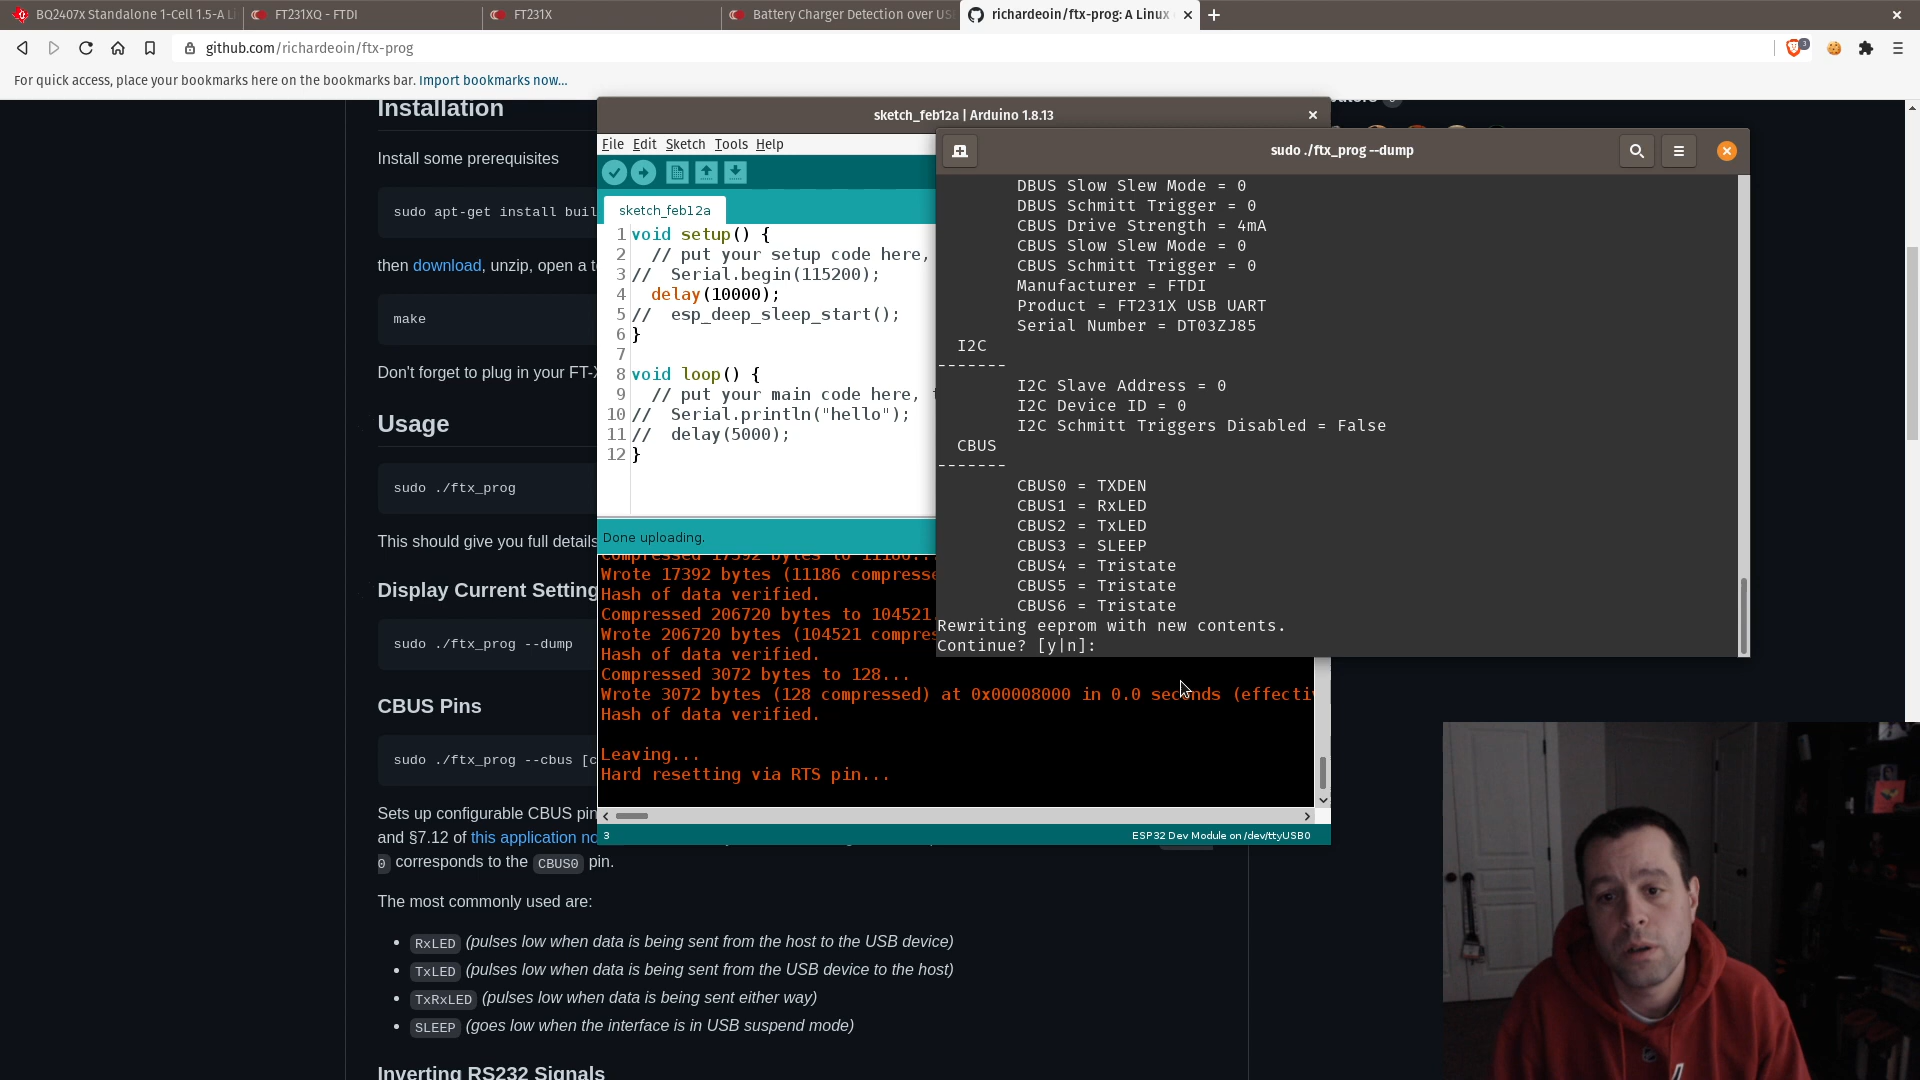 BQ2407x Standalone 1-Cell 1.5-A Li
FT231XQ - FTDI
FT231X
Battery Charger Detection over US
richardeoin/ftx-prog: A Linux
github.com/richardeoin/ftx-prog
For quick access, place your bookmarks here on the bookmarks bar. Import bookmarks now...
Installation
Install some prerequisites
sudo apt-get install buil
then download, unzip, open a te
make
Don't forget to plug in your FT-X
Usage
sudo ./ftx_prog
This should give you full details
Display Current Setting
sudo ./ftx_prog --dump
CBUS Pins
sudo ./ftx_prog --cbus [c
Sets up configurable CBUS pin
and §7.12 of this application no
0 corresponds to the CBUS0 pin.
The most commonly used are:
RxLED (pulses low when data is being sent from the host to the USB device)
TxLED (pulses low when data is being sent from the USB device to the host)
TxRxLED (pulses low when data is being sent either way)
SLEEP (goes low when the interface is in USB suspend mode)
Inverting RS232 Signals
sketch_feb12a | Arduino 1.8.13
File Edit Sketch Tools Help
sketch_feb12a
1 void setup() {
2 // put your setup code here,
3 // Serial.begin(115200);
4 delay(10000);
5 // esp_deep_sleep_start();
6 }
7
8 void loop() {
9 // put your main code here, t
10 // Serial.println("hello");
11 // delay(5000);
12 }
Done uploading.
Compressed 17392 bytes to 11186...
Wrote 17392 bytes (11186 compresse
Hash of data verified.
Compressed 206720 bytes to 104521.
Wrote 206720 bytes (104521 compres
Hash of data verified.
Compressed 3072 bytes to 128...
Wrote 3072 bytes (128 compressed) at 0x00008000 in 0.0 seconds (effectiv
Hash of data verified.
Leaving...
Hard resetting via RTS pin...
3
ESP32 Dev Module on /dev/ttyUSB0
sudo ./ftx_prog --dump
DBUS Slow Slew Mode = 0
DBUS Schmitt Trigger = 0
CBUS Drive Strength = 4mA
CBUS Slow Slew Mode = 0
CBUS Schmitt Trigger = 0
Manufacturer = FTDI
Product = FT231X USB UART
Serial Number = DT03ZJ85
I2C
-------
I2C Slave Address = 0
I2C Device ID = 0
I2C Schmitt Triggers Disabled = False
CBUS
-------
CBUS0 = TXDEN
CBUS1 = RxLED
CBUS2 = TxLED
CBUS3 = SLEEP
CBUS4 = Tristate
CBUS5 = Tristate
CBUS6 = Tristate
Rewriting eeprom with new contents.
Continue? [y|n]: